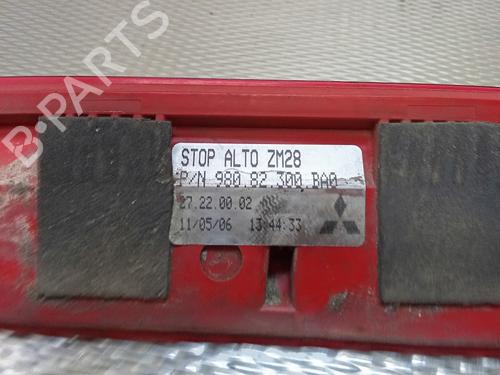 STOP ALTO ZM28
P/N 980.82.300 BA0
27.22.00.02
11/05/06 13:44:33
B-PARTS